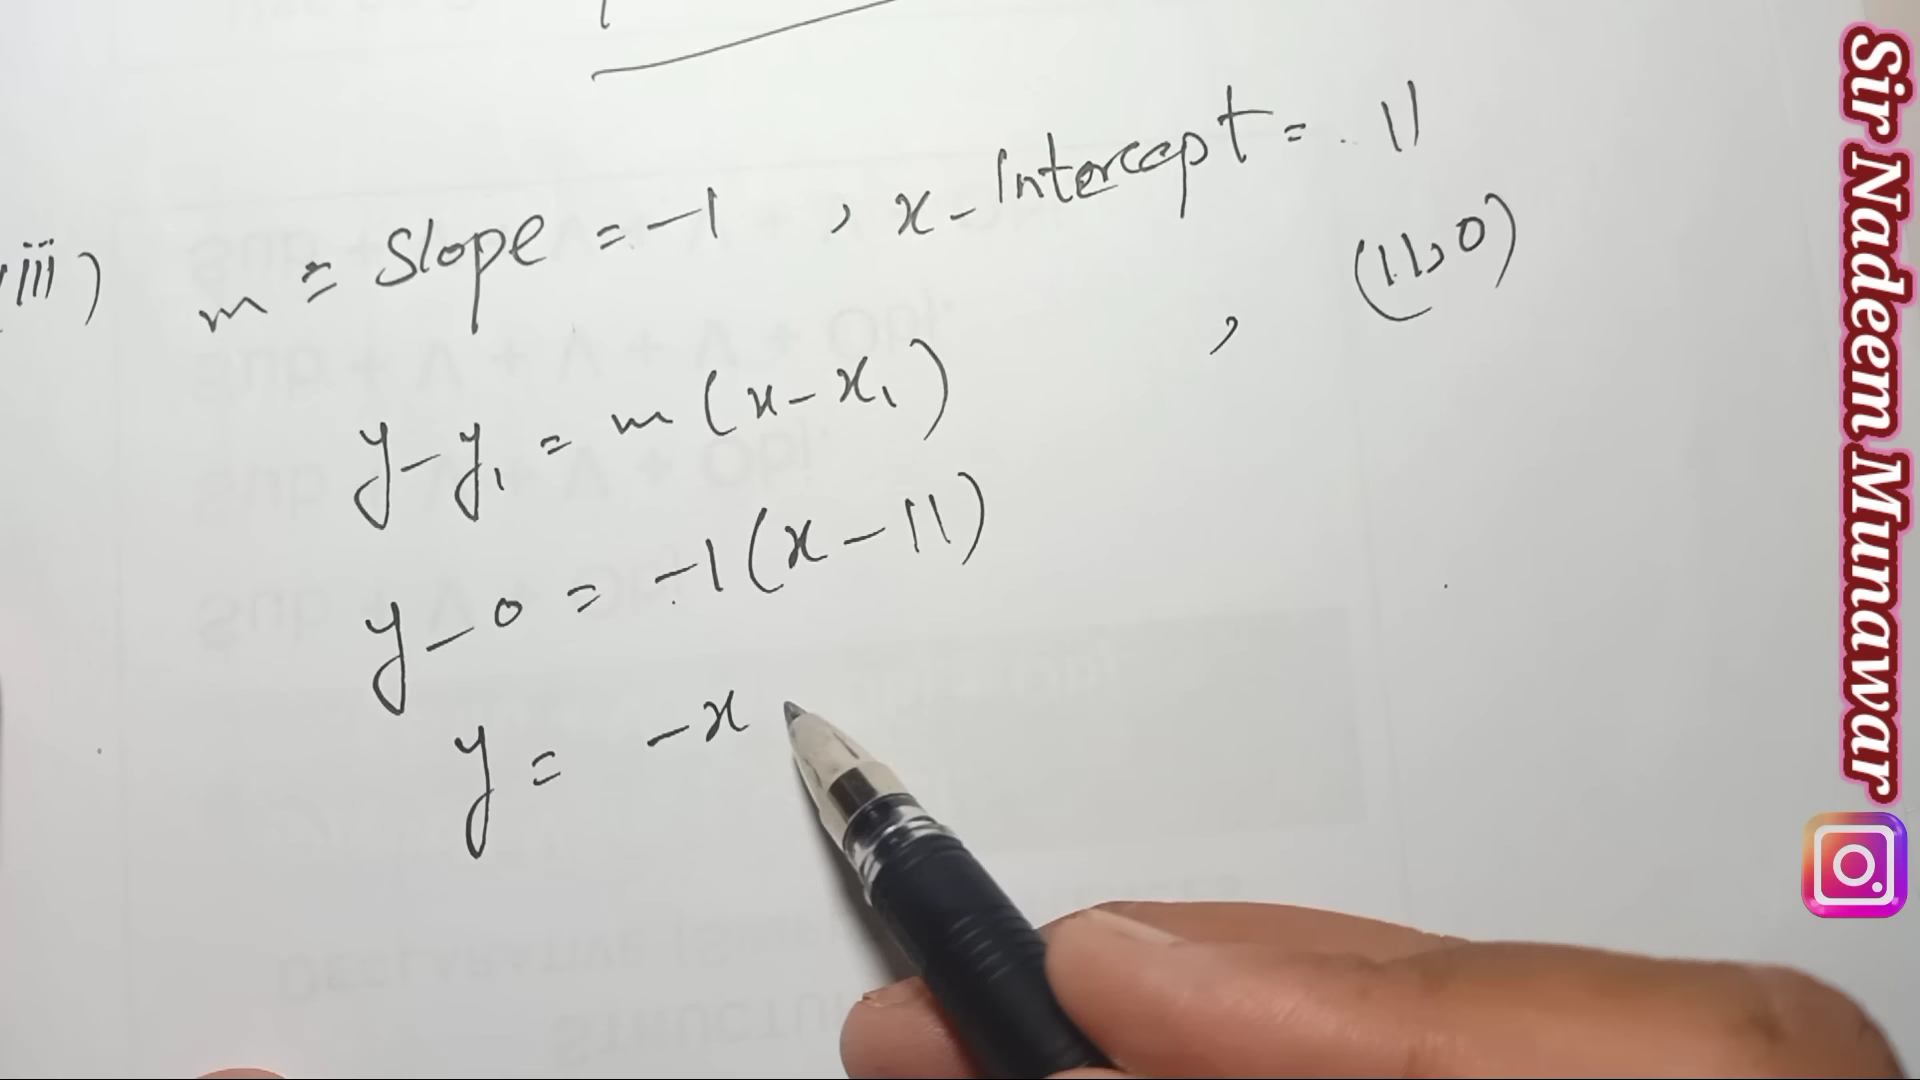 iii) m = Slope = -1 , x-Intercept = 11
, (11,0)
y - y₁ = m(x - x₁)
y - 0 = -1(x - 11)
y = -x
Sir Nadeem Munawar